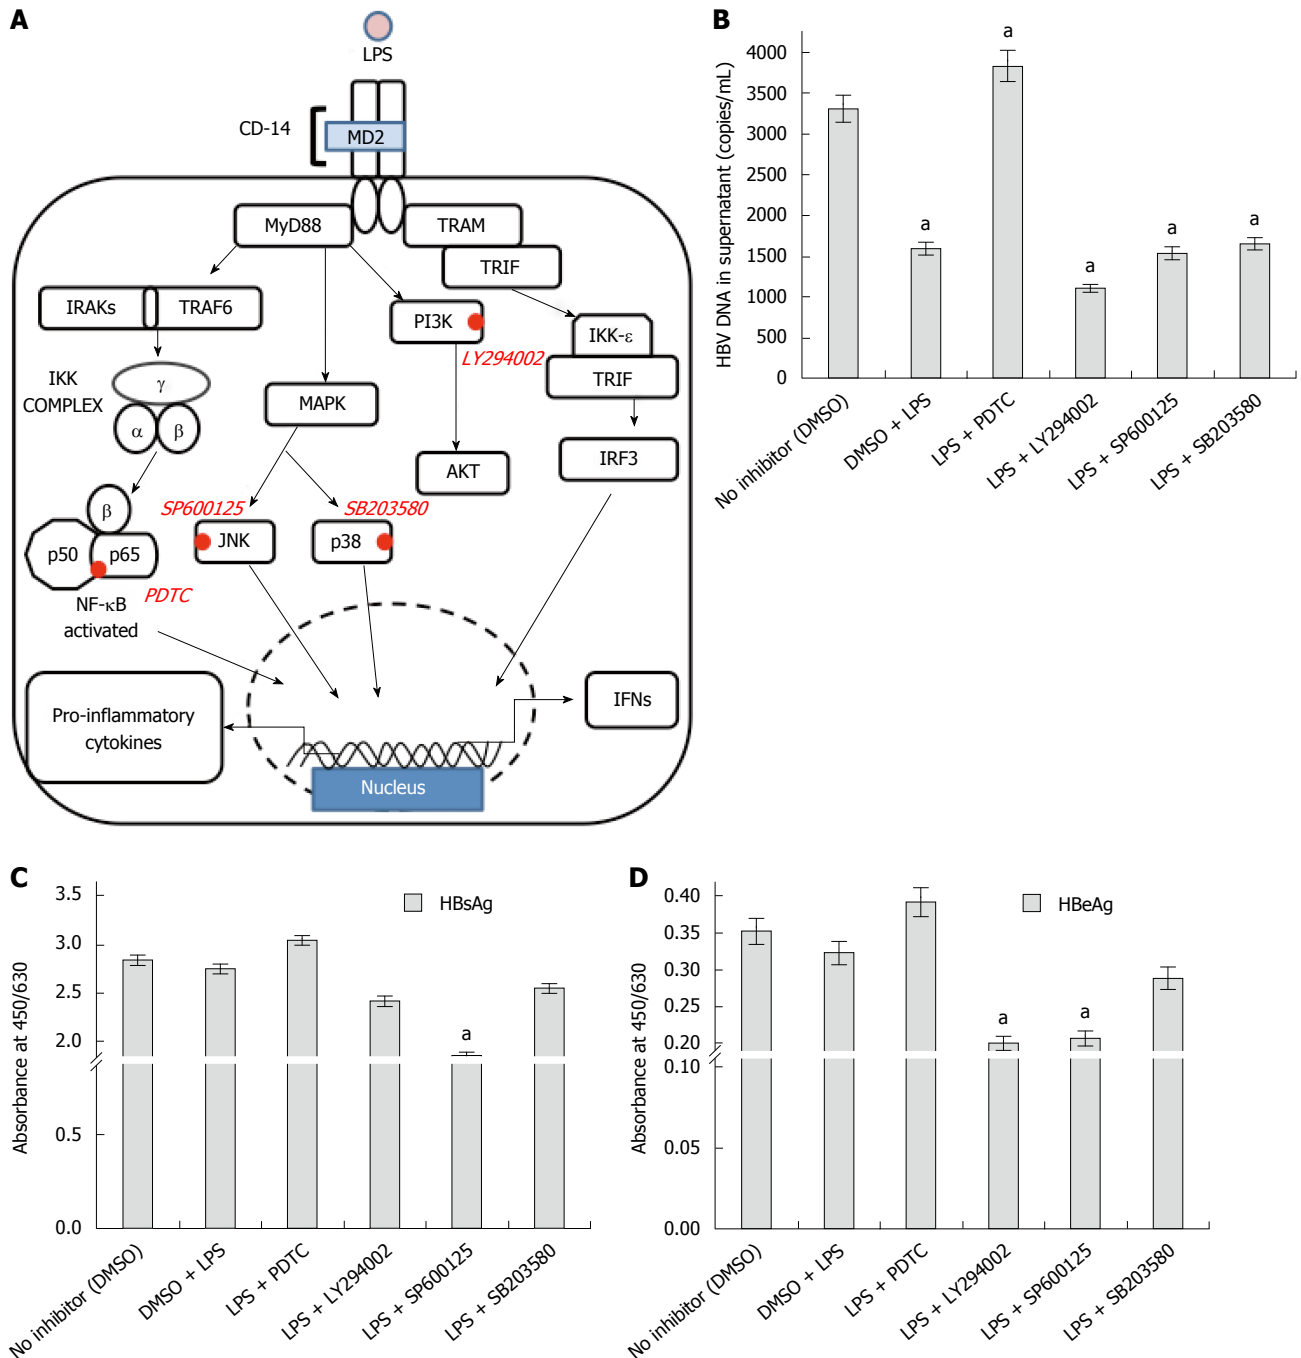 A
LPS
CD-14
MD2
MyD88
TRAM
TRIF
IRAKs
TRAF6
PI3K
LY294002
IKK-ε
TRIF
IKK
COMPLEX
γ
α
β
MAPK
AKT
IRF3
SP600125
SB203580
β
p50
p65
JNK
p38
PDTC
NF-κB
activated
Pro-inflammatory
cytokines
IFNs
Nucleus
B
HBV DNA in supernatant (copies/mL)
4000
3500
3000
2500
2000
1500
1000
500
0
a
a
a
a
a
No inhibitor (DMSO)
DMSO + LPS
LPS + PDTC
LPS + LY294002
LPS + SP600125
LPS + SB203580
C
Absorbance at 450/630
3.5
3.0
2.5
2.0
0.5
0.0
HBsAg
a
No inhibitor (DMSO)
DMSO + LPS
LPS + PDTC
LPS + LY294002
LPS + SP600125
LPS + SB203580
D
Absorbance at 450/630
0.40
0.35
0.30
0.25
0.20
0.10
0.05
0.00
HBeAg
a
a
No inhibitor (DMSO)
DMSO + LPS
LPS + PDTC
LPS + LY294002
LPS + SP600125
LPS + SB203580